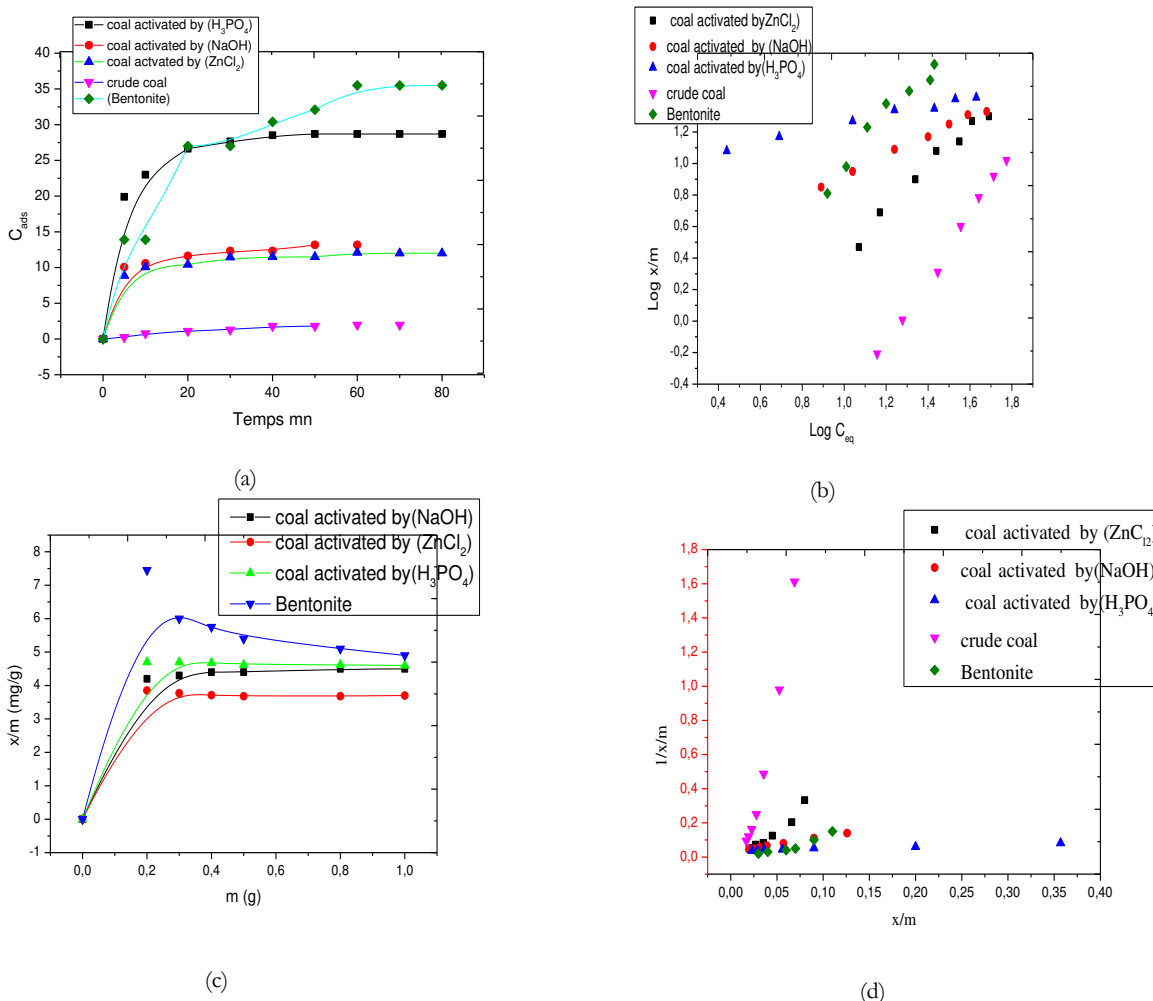 coal activated by (H₃PO₄)
coal activated by (NaOH)
coal actvated by (ZnCl₂)
crude coal
(Bentonite)
40
35
30
25
20
15
10
5
0
-5
C_ads
0 20 40 60 80
Temps mn
(a)
coal activated byZnCl₂)
coal activated by (NaOH)
coal activated by(H₃PO₄)
crude coal
Bentonite
1,2
1,0
0,8
0,6
0,4
0,2
0,0
-0,2
-0,4
Log x/m
0,4 0,6 0,8 1,0 1,2 1,4 1,6 1,8
Log C_eq
(b)
coal activated by(NaOH)
coal activated by (ZnCl₂)
coal activated by(H₃PO₄)
Bentonite
8
7
6
5
4
3
2
1
0
-1
x/m (mg/g)
0,0 0,2 0,4 0,6 0,8 1,0
m (g)
(c)
coal activated by (ZnCl₂.
coal activated by(NaOH)
coal activated by(H₃PO₄
crude coal
Bentonite
1,8
1,6
1,4
1,2
1,0
0,8
0,6
0,4
0,2
0,0
1/x/m
0,00 0,05 0,10 0,15 0,20 0,25 0,30 0,35 0,40
x/m
(d)